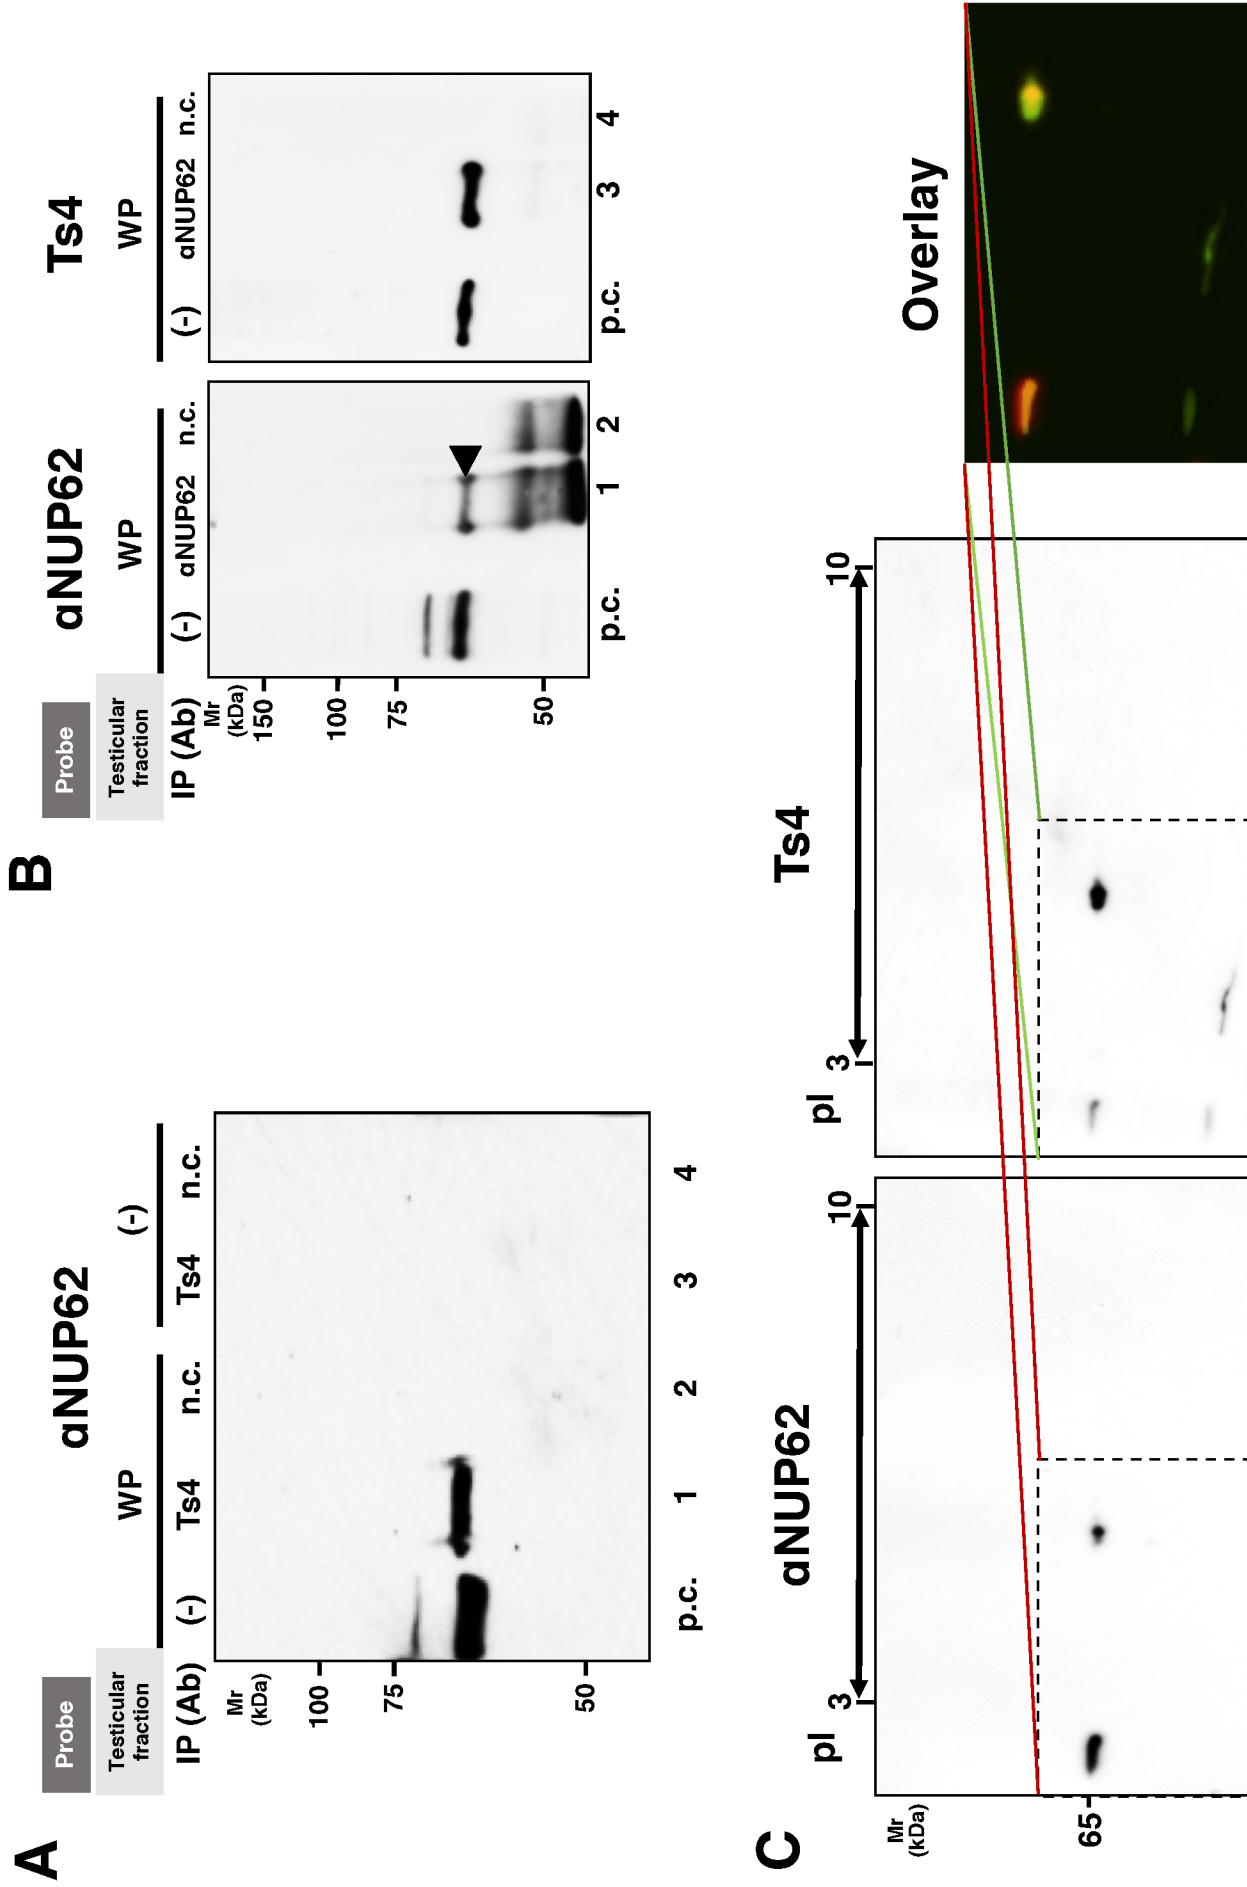 A
Probe
αNUP62
Testicular
fraction
WP
(-)
IP (Ab)
(-)
Ts4
n.c.
Ts4
n.c.
Mr
(kDa)
100
75
50
p.c.
1
2
3
4
B
Probe
αNUP62
Ts4
Testicular
fraction
WP
WP
IP (Ab)
(-)
αNUP62
n.c.
(-)
αNUP62
n.c.
Mr
(kDa)
150
100
75
50
p.c.
1
2
p.c.
3
4
C
αNUP62
Ts4
Overlay
pI
3
10
pI
3
10
Mr
(kDa)
65